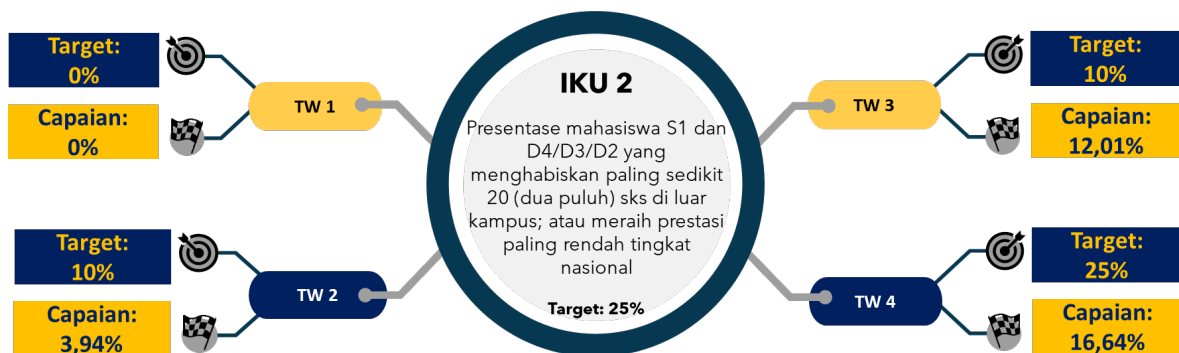 Target:
0%
TW 1
Capaian:
0%
Target:
10%
TW 2
Capaian:
3,94%
IKU 2
Presentase mahasiswa S1 dan
D4/D3/D2 yang
menghabiskan paling sedikit
20 (dua puluh) sks di luar
kampus; atau meraih prestasi
paling rendah tingkat
nasional
Target: 25%
Target:
10%
TW 3
Capaian:
12,01%
Target:
25%
TW 4
Capaian:
16,64%